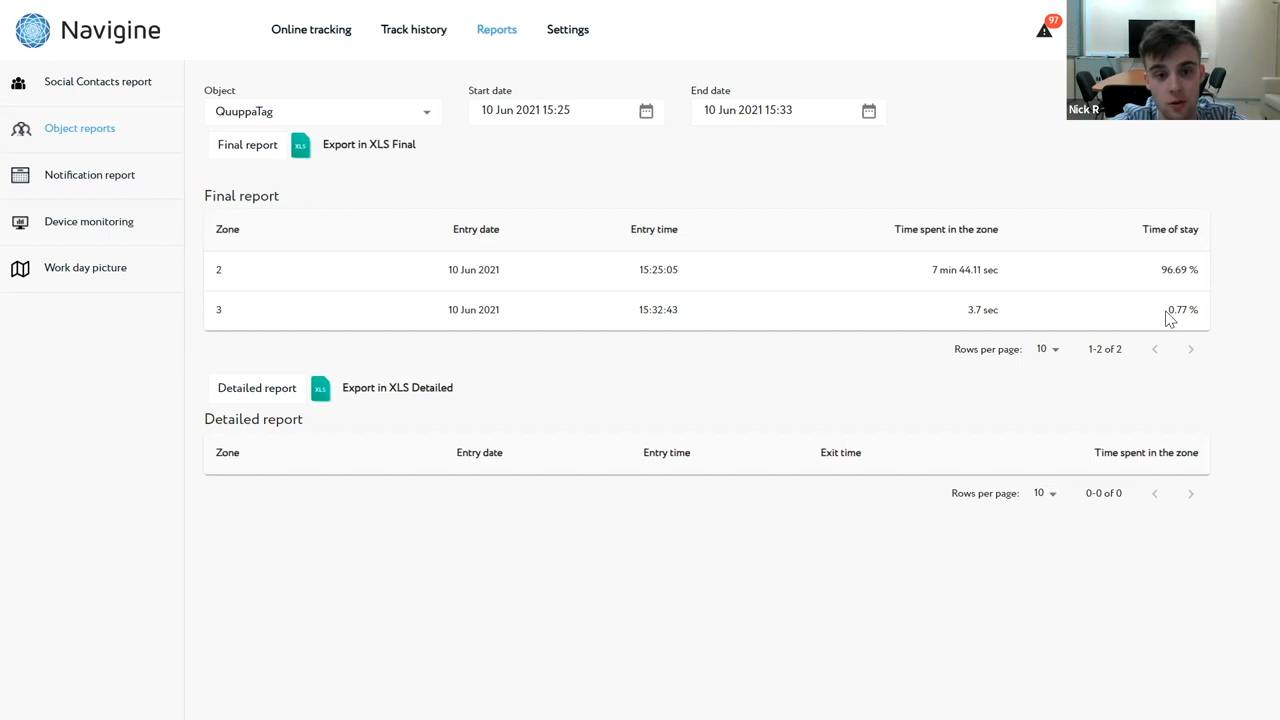 Navigine
Online tracking Track history Reports Settings
97
Nick R
Social Contacts report
Object reports
Notification report
Device monitoring
Work day picture
Object Start date End date
QuuppaTag 10 Jun 2021 15:25 10 Jun 2021 15:33
Final report XLS Export in XLS Final
Final report
Zone Entry date Entry time Time spent in the zone Time of stay
2 10 Jun 2021 15:25:05 7 min 44.11 sec 96.69 %
3 10 Jun 2021 15:32:43 3.7 sec 0.77 %
Rows per page: 10 1-2 of 2
Detailed report XLS Export in XLS Detailed
Detailed report
Zone Entry date Entry time Exit time Time spent in the zone
Rows per page: 10 0-0 of 0